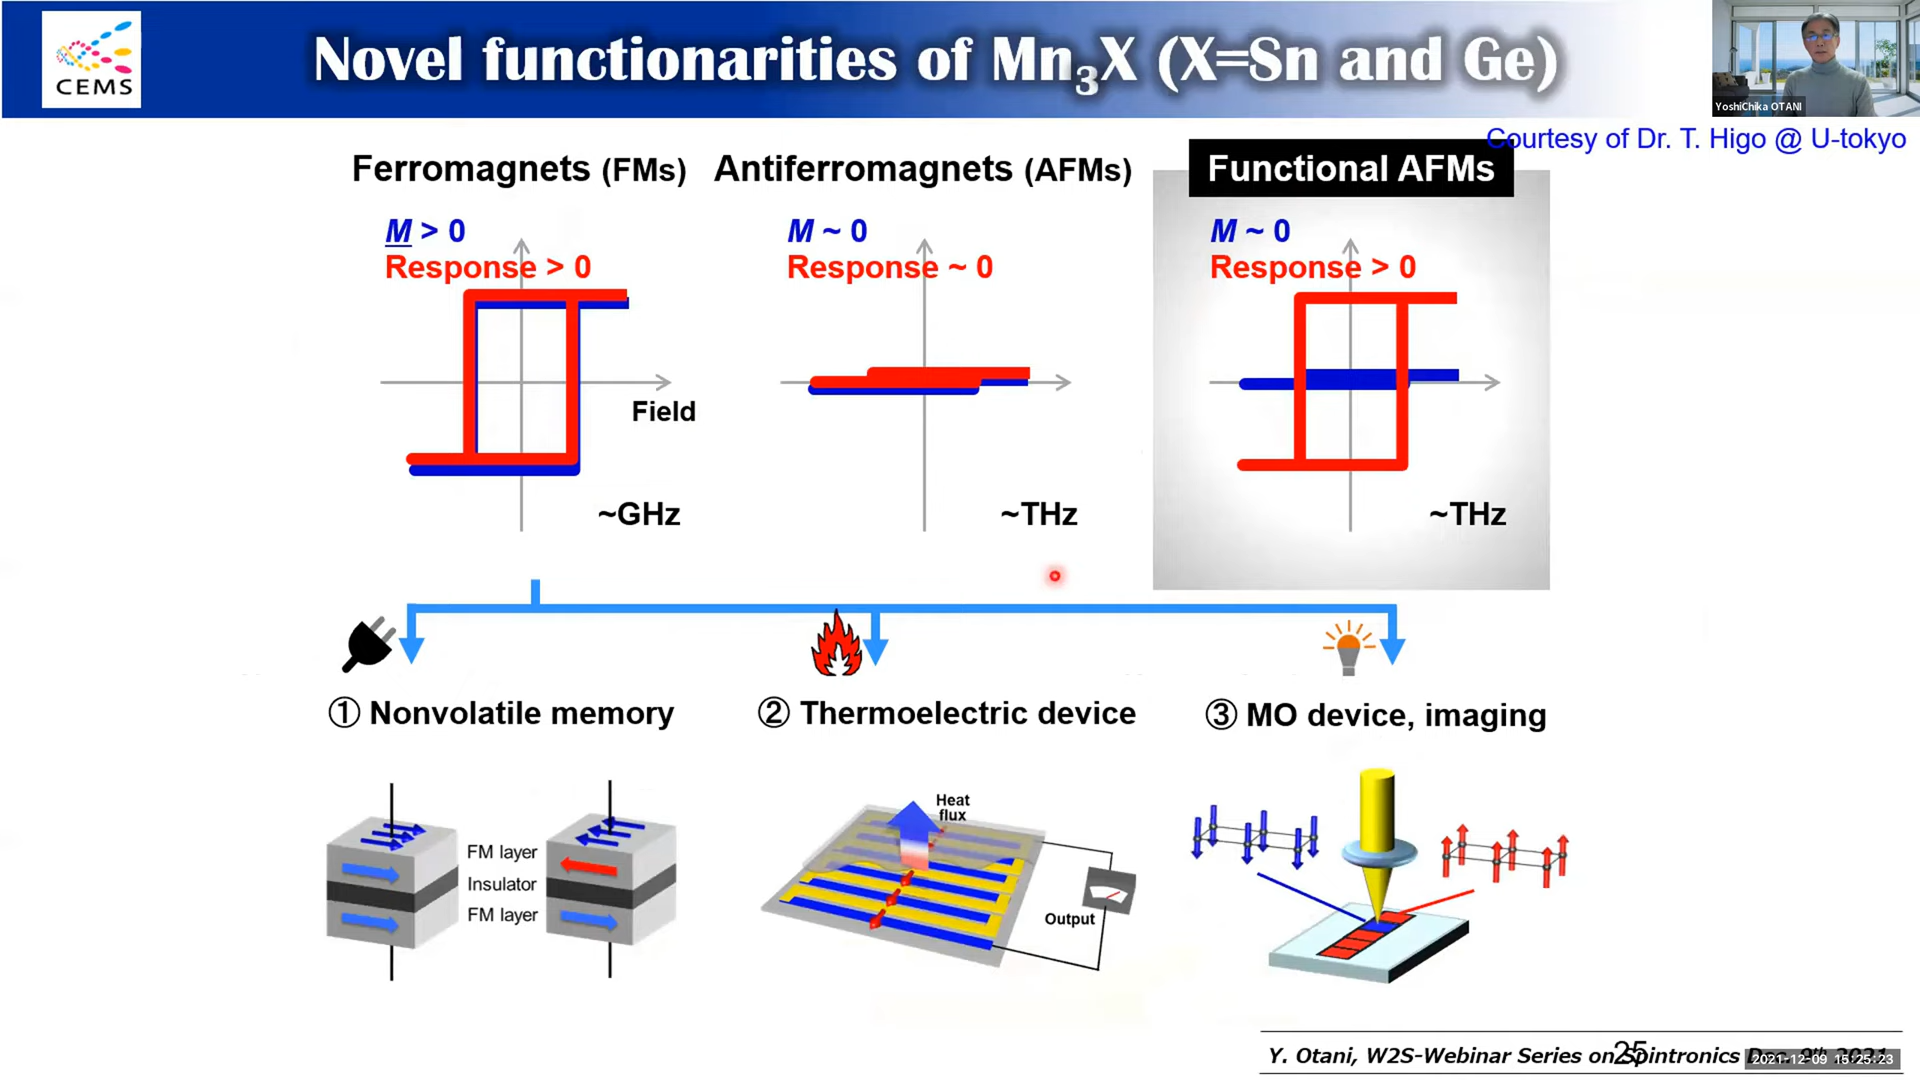 CEMS
Novel functionarities of Mn₃X (X=Sn and Ge)
YoshiChika OTANI
Courtesy of Dr. T. Higo @ U-tokyo
Ferromagnets (FMs)
Antiferromagnets (AFMs)
Functional AFMs
M > 0
Response > 0
M ~ 0
Response ~ 0
M ~ 0
Response > 0
Field
~GHz
~THz
~THz
① Nonvolatile memory
② Thermoelectric device
③ MO device, imaging
FM layer
Insulator
FM layer
Heat
flux
Output
Y. Otani, W2S-Webinar Series on Spintronics Dec. 9th 2021
25
2021-12-09 15:25:23